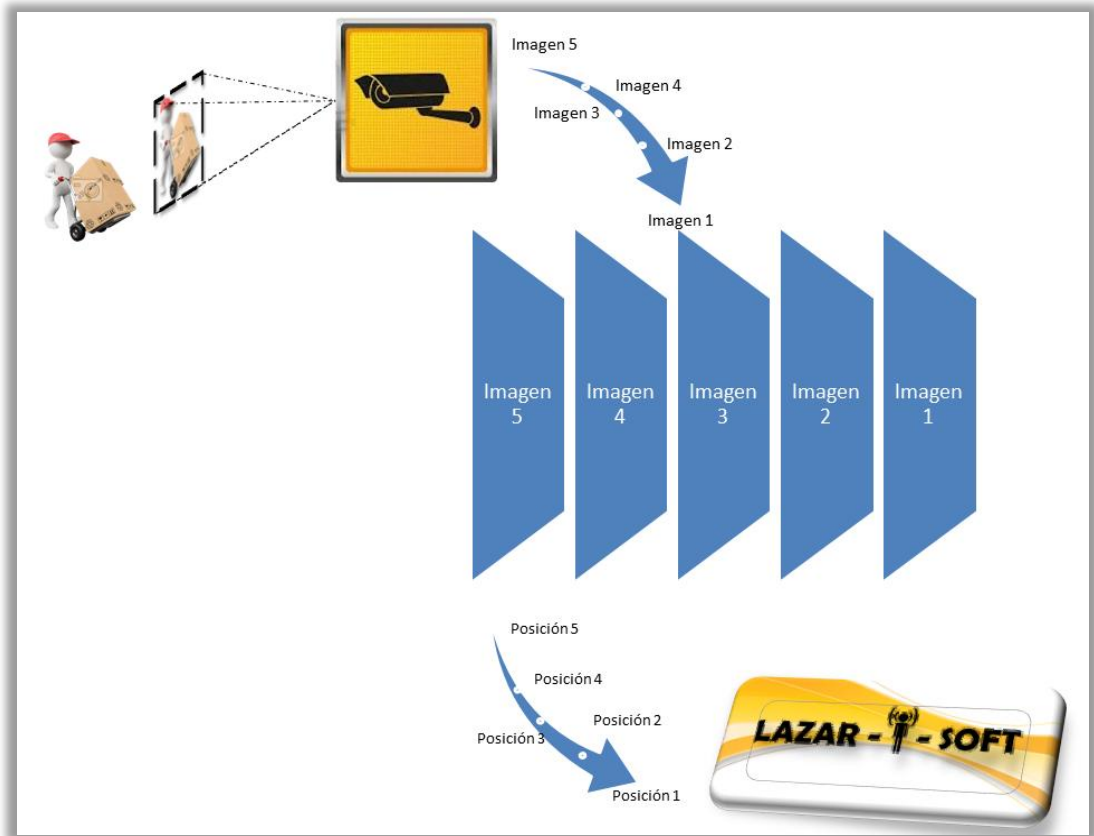 Imagen 5
Imagen 4
Imagen 3
Imagen 2
Imagen 1
Imagen
5
Imagen
4
Imagen
3
Imagen
2
Imagen
1
Posición 5
Posición 4
Posición 2
Posición 3
Posición 1
LAZAR - - SOFT